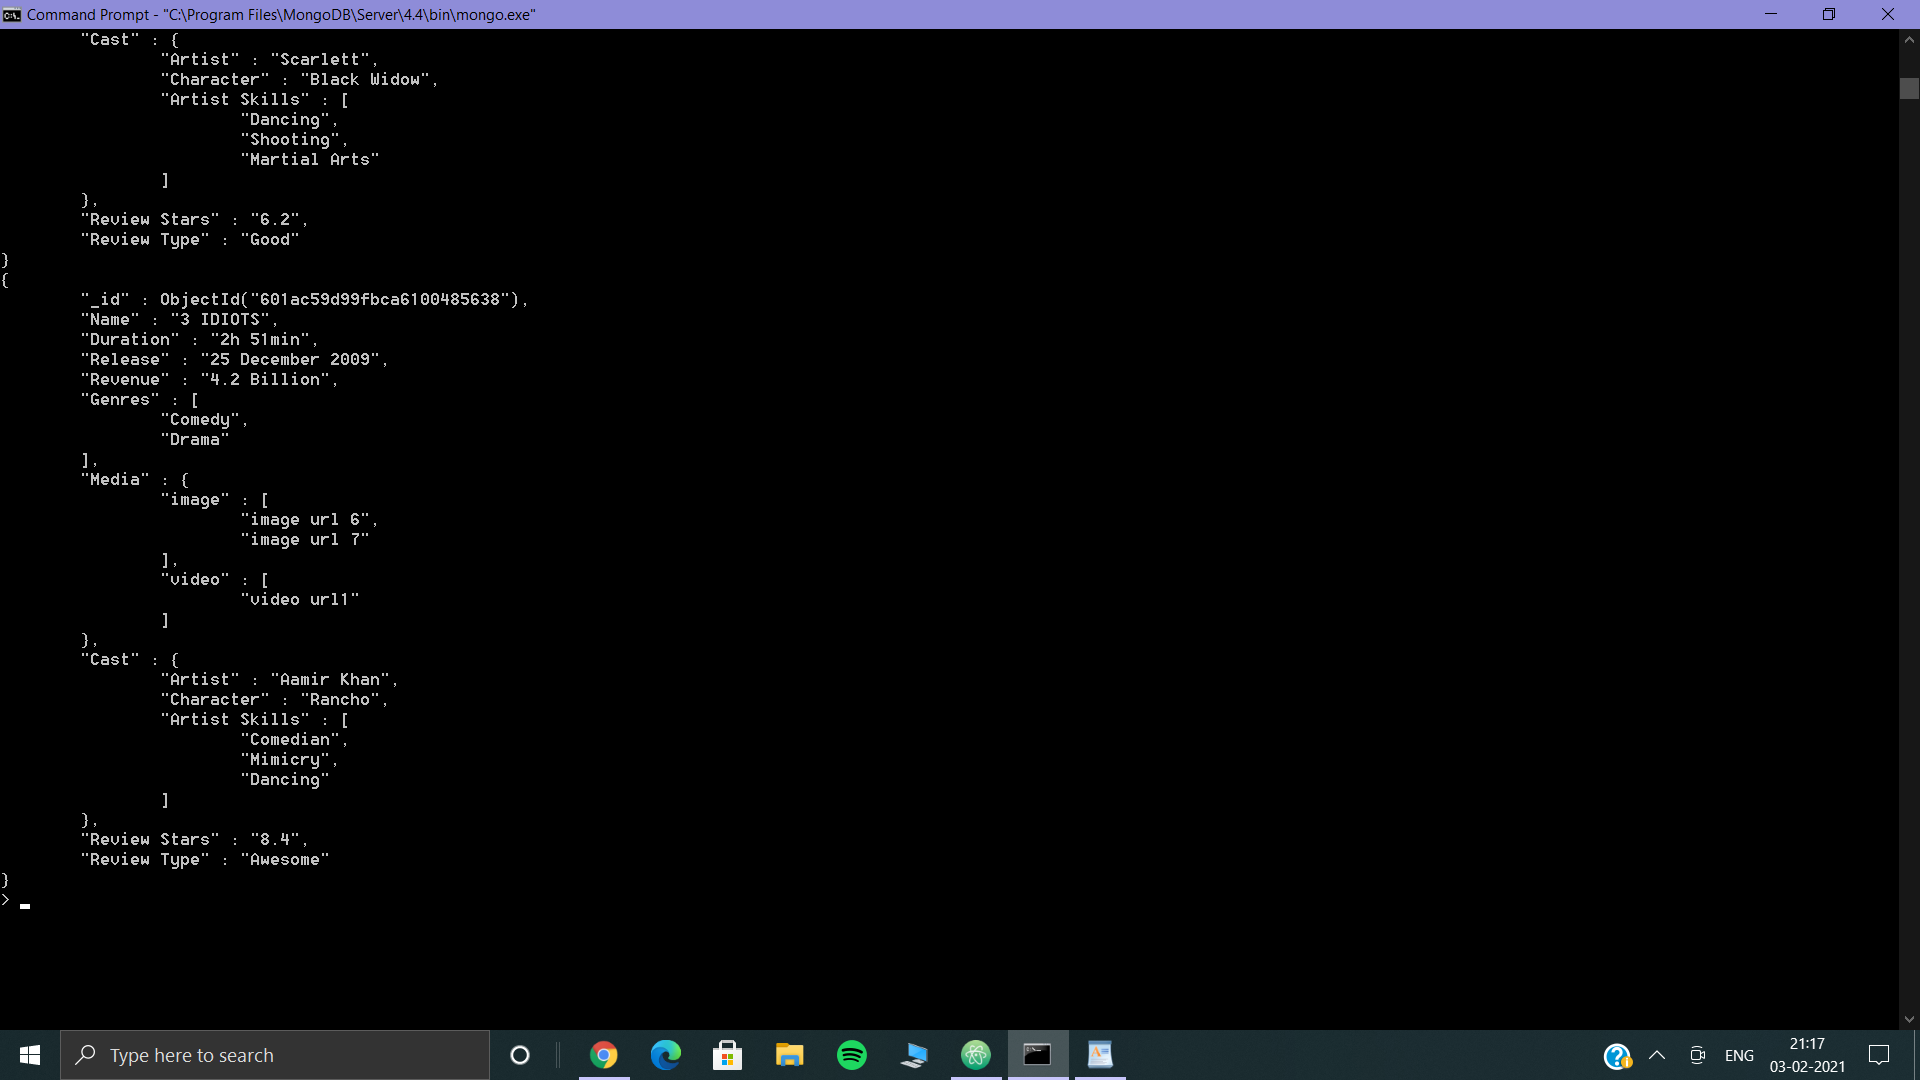 Command Prompt - "C:\Program Files\MongoDB\Server\4.4\bin\mongo.exe"
        "Cast" : {
                "Artist" : "Scarlett",
                "Character" : "Black Widow",
                "Artist Skills" : [
                        "Dancing",
                        "Shooting",
                        "Martial Arts"
                ]
        },
        "Review Stars" : "6.2",
        "Review Type" : "Good"
}
{
        "_id" : ObjectId("601ac59d99fbca6100485638"),
        "Name" : "3 IDIOTS",
        "Duration" : "2h 51min",
        "Release" : "25 December 2009",
        "Revenue" : "4.2 Billion",
        "Genres" : [
                "Comedy",
                "Drama"
        ],
        "Media" : {
                "image" : [
                        "image url 6",
                        "image url 7"
                ],
                "video" : [
                        "video url1"
                ]
        },
        "Cast" : {
                "Artist" : "Aamir Khan",
                "Character" : "Rancho",
                "Artist Skills" : [
                        "Comedian",
                        "Mimicry",
                        "Dancing"
                ]
        },
        "Review Stars" : "8.4",
        "Review Type" : "Awesome"
}
>
Type here to search
ENG
21:17
03-02-2021